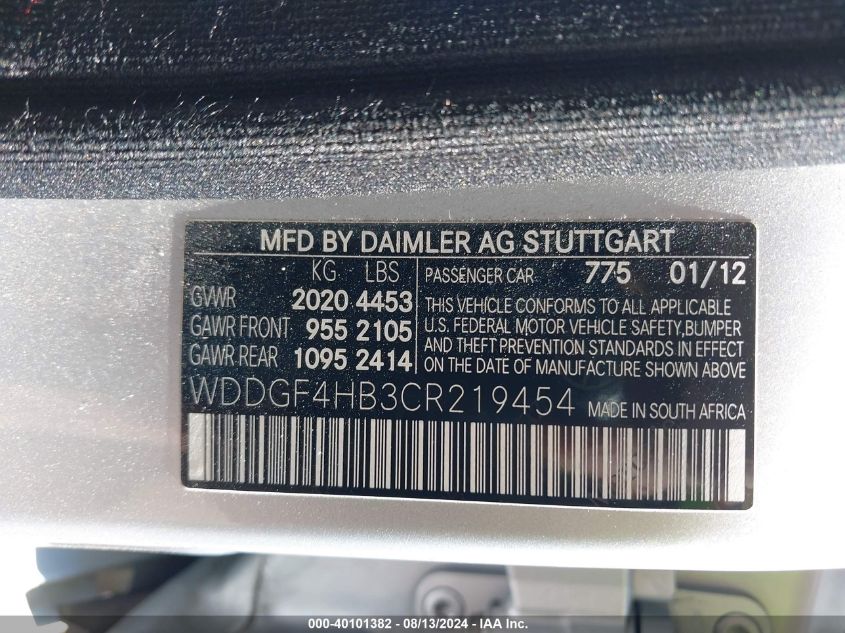 MFD BY DAIMLER AG STUTTGART
KG LBS PASSENGER CAR 775 01/12
GVWR 2020 4453 THIS VEHICLE CONFORMS TO ALL APPLICABLE
GAWR FRONT 955 2105 U.S. FEDERAL MOTOR VEHICLE SAFETY,BUMPER
AND THEFT PREVENTION STANDARDS IN EFFECT
GAWR REAR 1095 2414 ON THE DATE OF MANUFACTURE SHOWN ABOVE
WDDGF4HB3CR219454 MADE IN SOUTH AFRICA
000-40101382 - 08/13/2024 - IAA Inc.